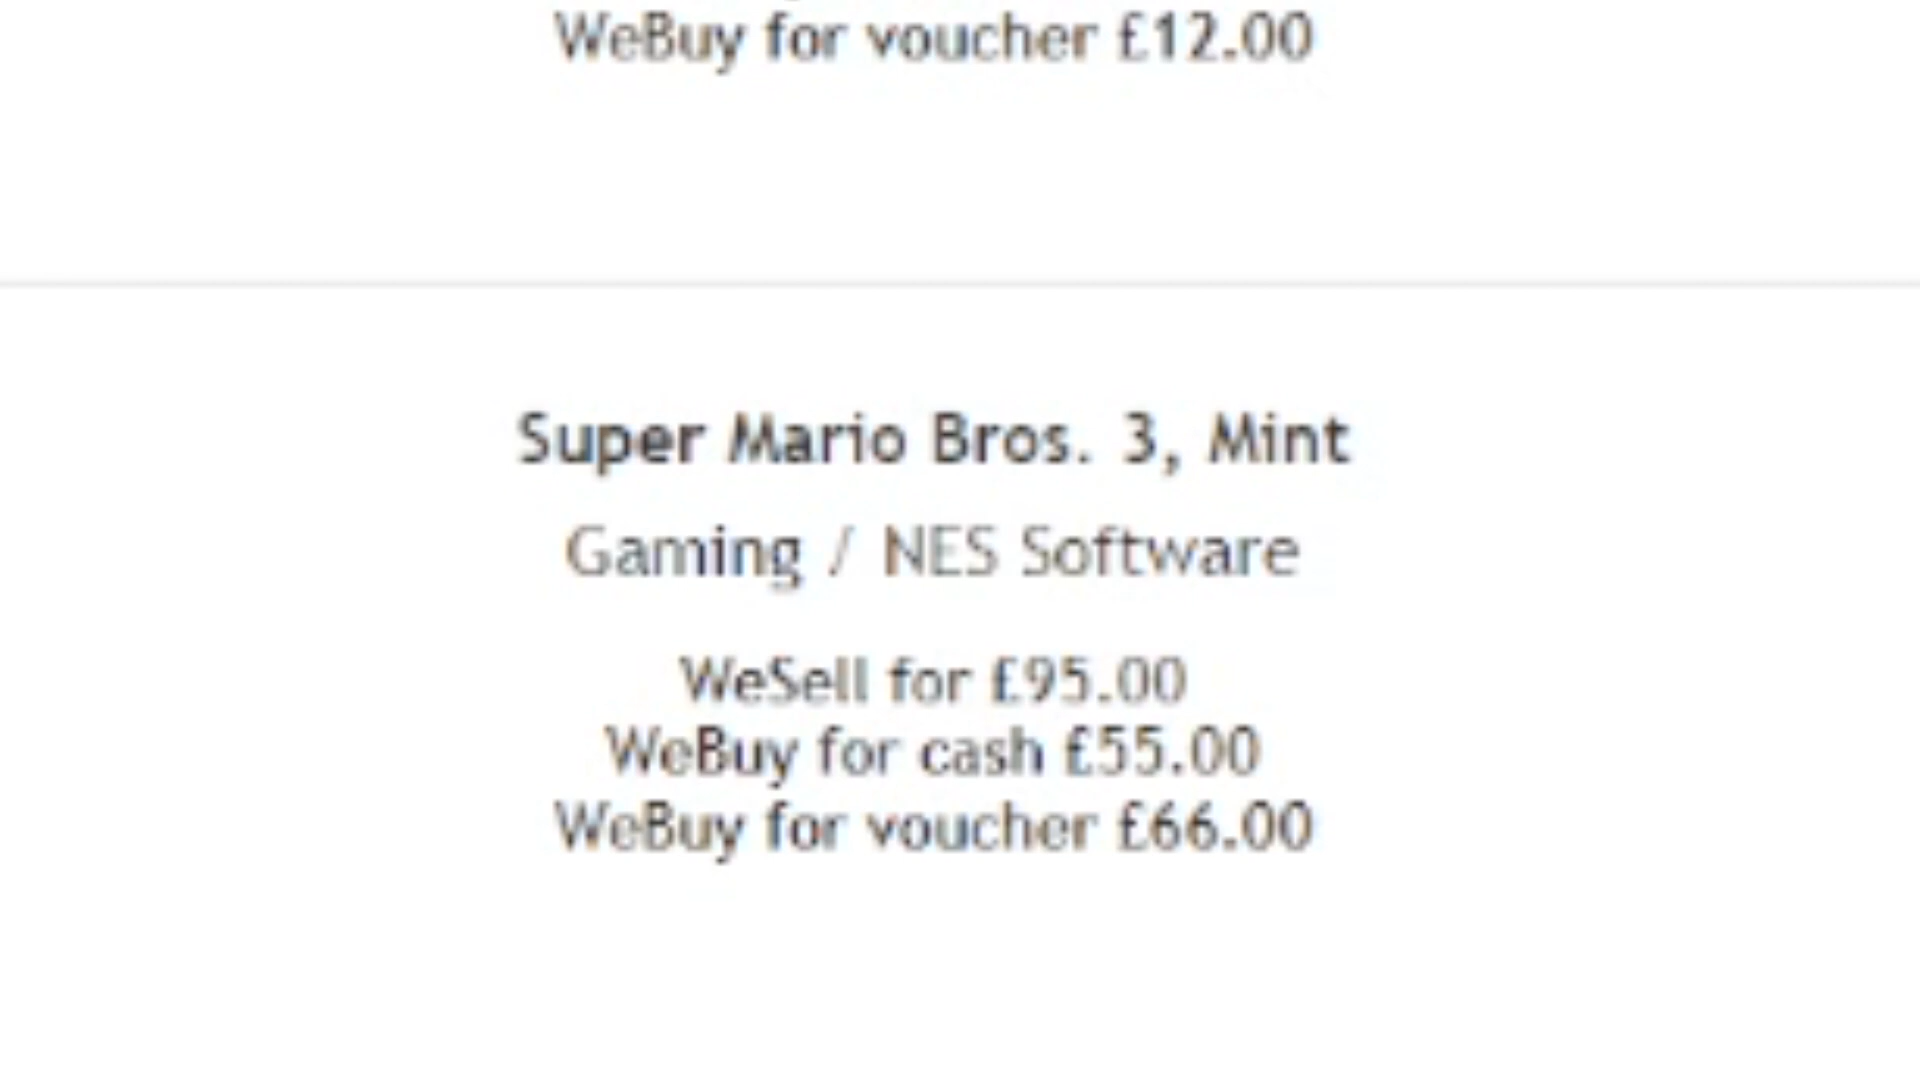 WeBuy for voucher £12.00
Super Mario Bros. 3, Mint
Gaming / NES Software
WeSell for £95.00
WeBuy for cash £55.00
WeBuy for voucher £66.00